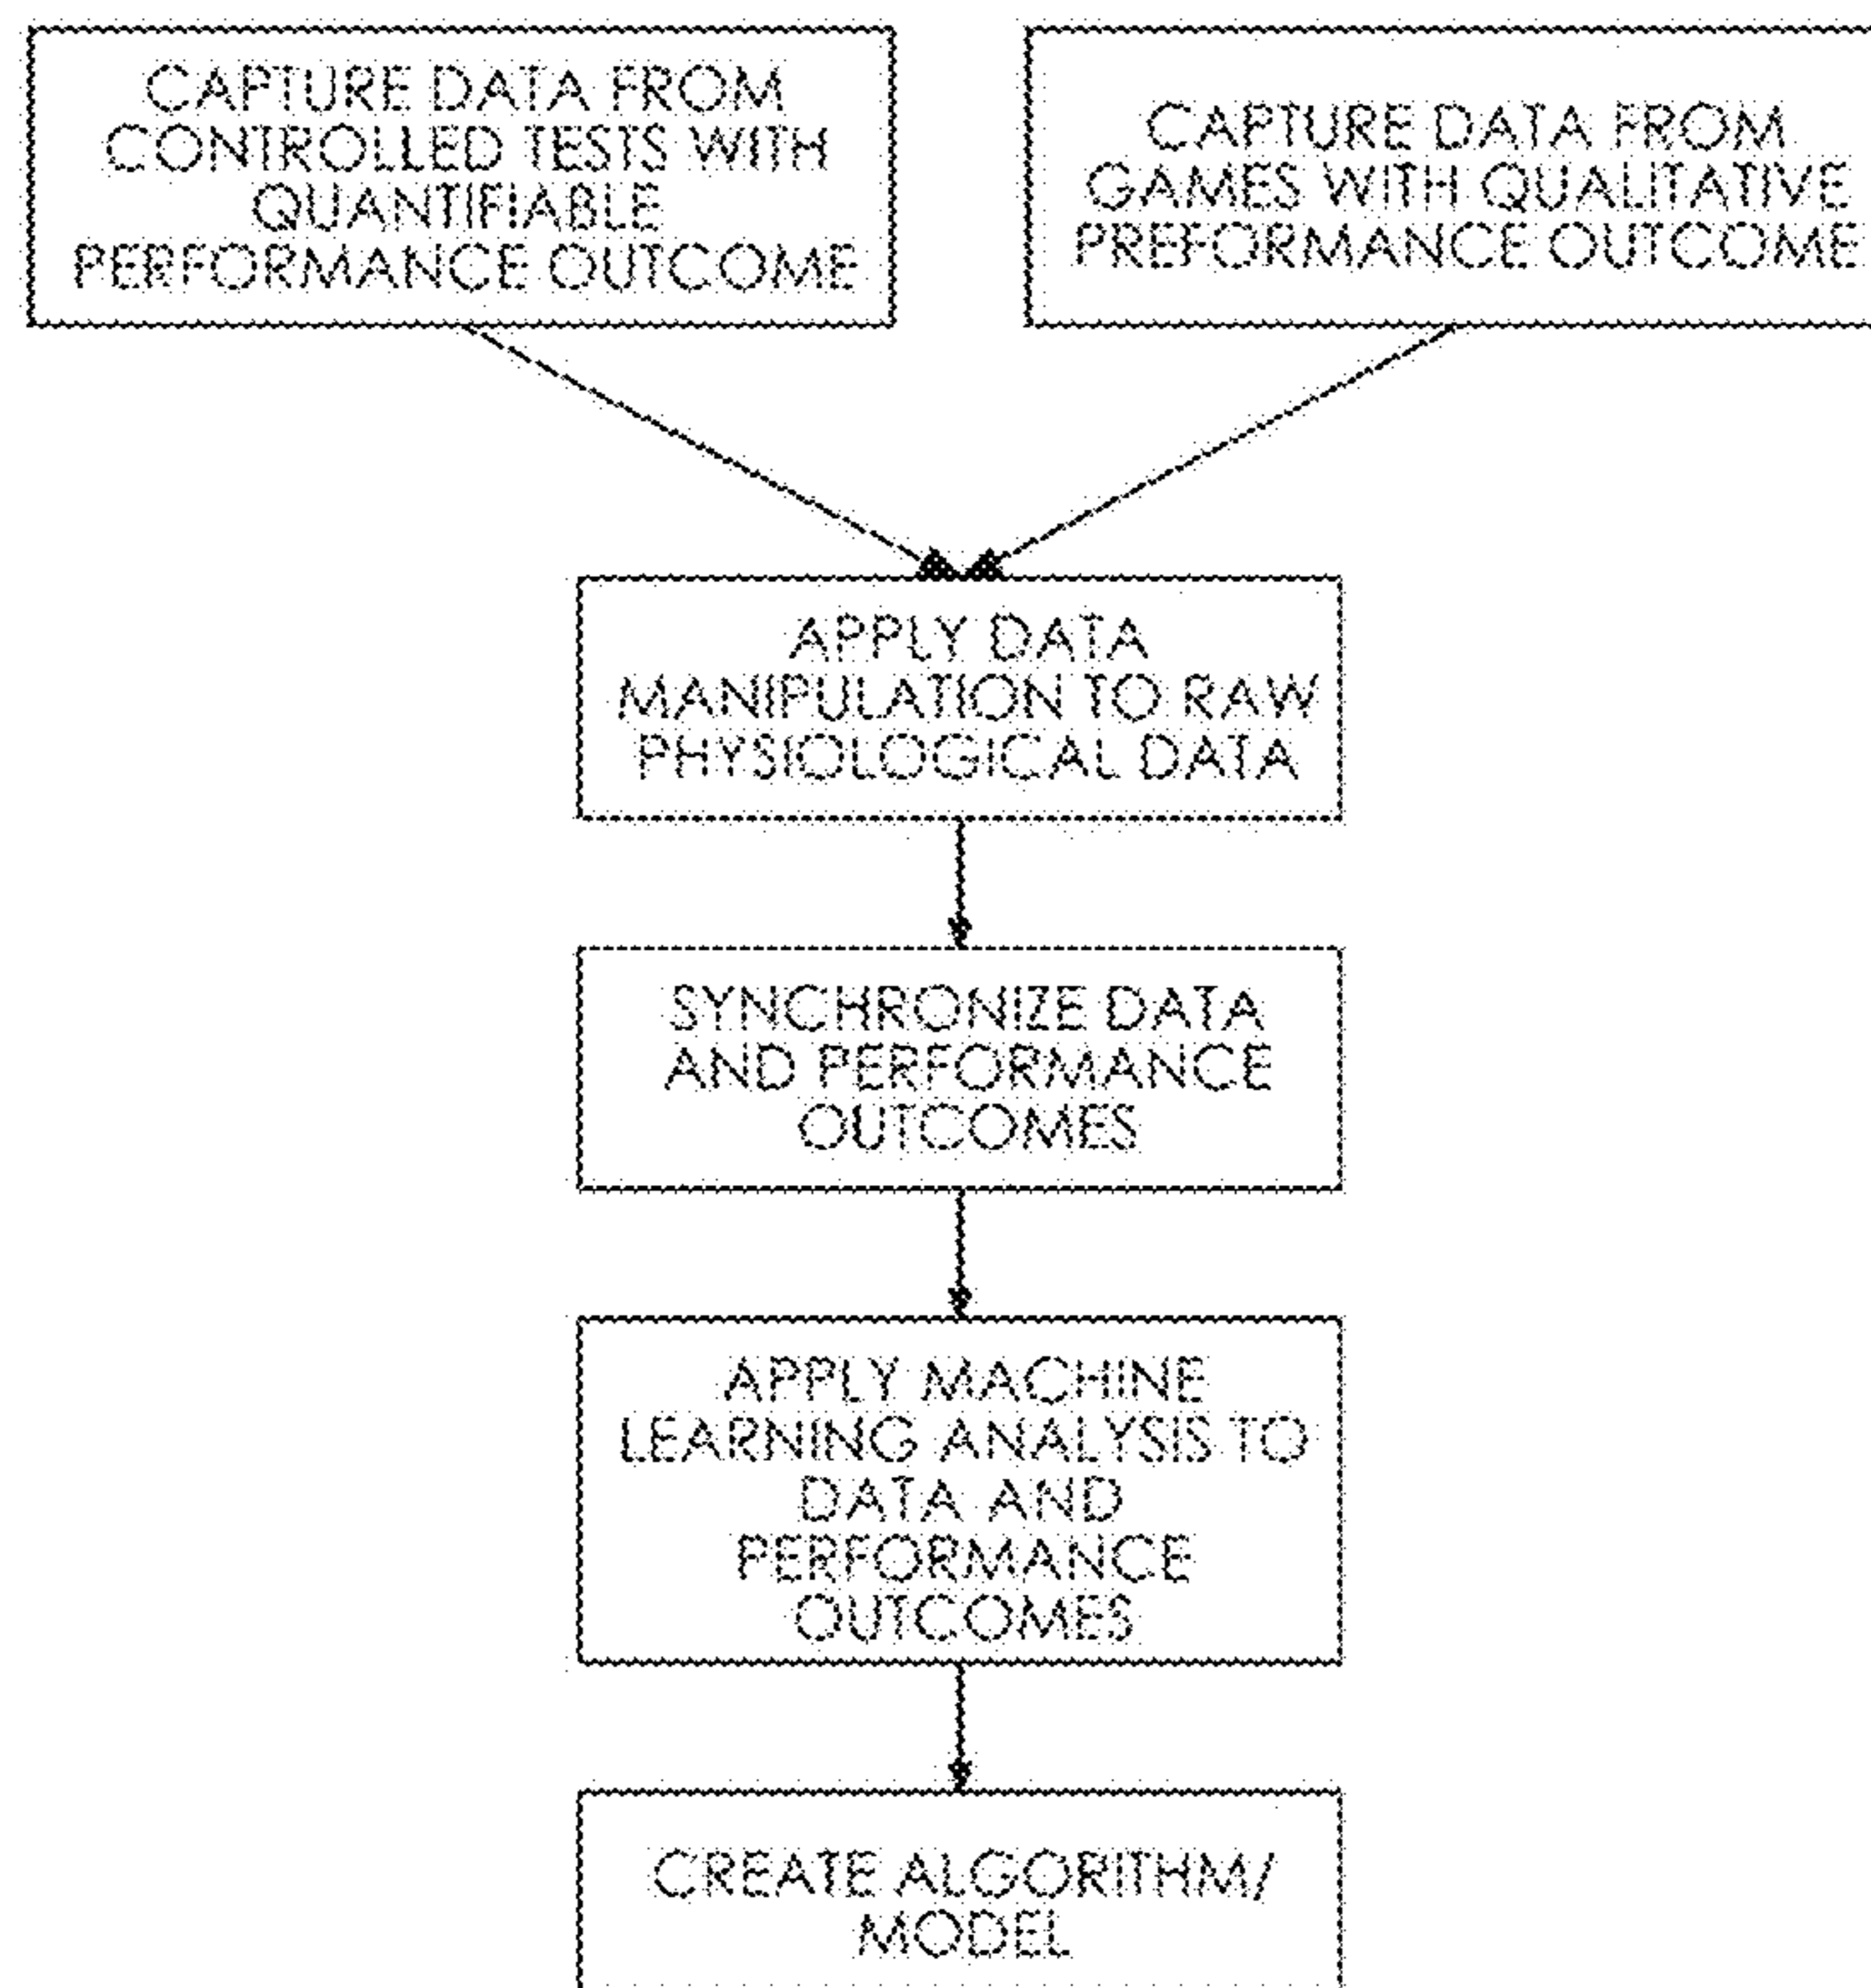 CAPTURE DATA FROM
CONTROLLED TESTS WITH
QUANTIFIABLE
PERFORMANCE OUTCOME
CAPTURE DATA FROM
GAMES WITH QUALITATIVE
PREFORMANCE OUTCOME
APPLY DATA
MANIPULATION TO RAW
PHYSIOLOGICAL DATA
SYNCHRONIZE DATA
AND PERFORMANCE
OUTCOMES
APPLY MACHINE
LEARNING ANALYSIS TO
DATA AND
PERFORMANCE
OUTCOMES
CREATE ALGORITHM/
MODEL